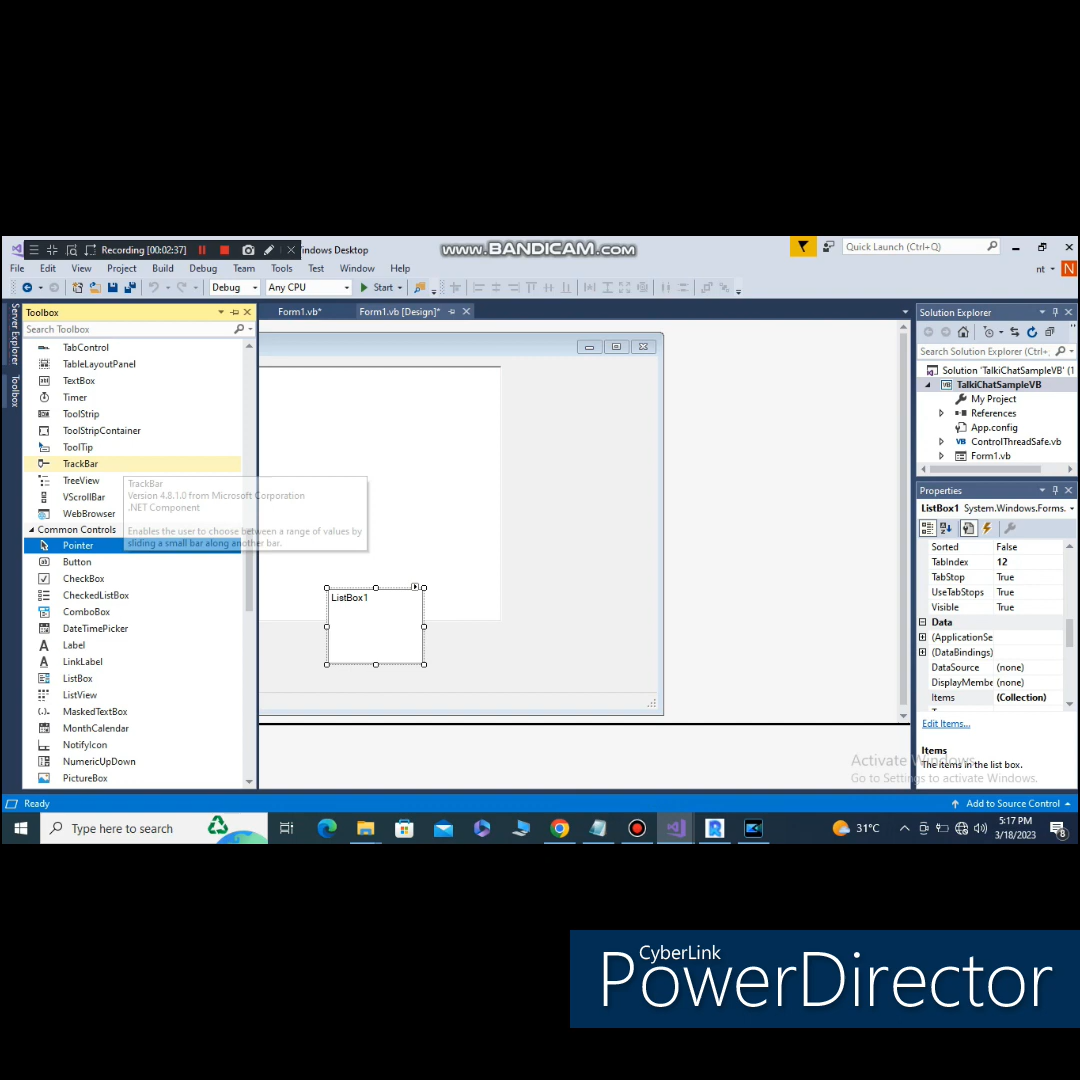 Recording [00:02:37]
indows Desktop
www.BANDICAM.com
Quick Launch (Ctrl+Q)
File Edit View Project Build Debug Team Tools Test Window Help
nt
N
Debug Any CPU Start
Server Explorer
Toolbox
Toolbox
Form1.vb*
Form1.vb [Design]*
Search Toolbox
TabControl
TableLayoutPanel
TextBox
Timer
ToolStrip
ToolStripContainer
ToolTip
TrackBar
TreeView
VScrollBar
WebBrowser
Common Controls
Pointer
Button
CheckBox
CheckedListBox
ComboBox
DateTimePicker
Label
LinkLabel
ListBox
ListView
MaskedTextBox
MonthCalendar
NotifyIcon
NumericUpDown
PictureBox
TrackBar
Version 4.8.1.0 from Microsoft Corporation
.NET Component
Enables the user to choose between a range of values by
sliding a small bar along another bar.
ListBox1
Solution Explorer
Search Solution Explorer (Ctrl+;
Solution 'TalkiChatSampleVB' (1
VB TalkiChatSampleVB
My Project
References
App.config
VB ControlThreadSafe.vb
Form1.vb
Properties
ListBox1 System.Windows.Forms.
Sorted False
TabIndex 12
TabStop True
UseTabStops True
Visible True
Data
(ApplicationSe
(DataBindings)
DataSource (none)
DisplayMembe (none)
Items (Collection)
Edit Items...
Items
The items in the list box.
Activate Windows
Go to Settings to activate Windows.
Ready
Add to Source Control
Type here to search
31°C
5:17 PM
3/18/2023
8
CyberLink
PowerDirector